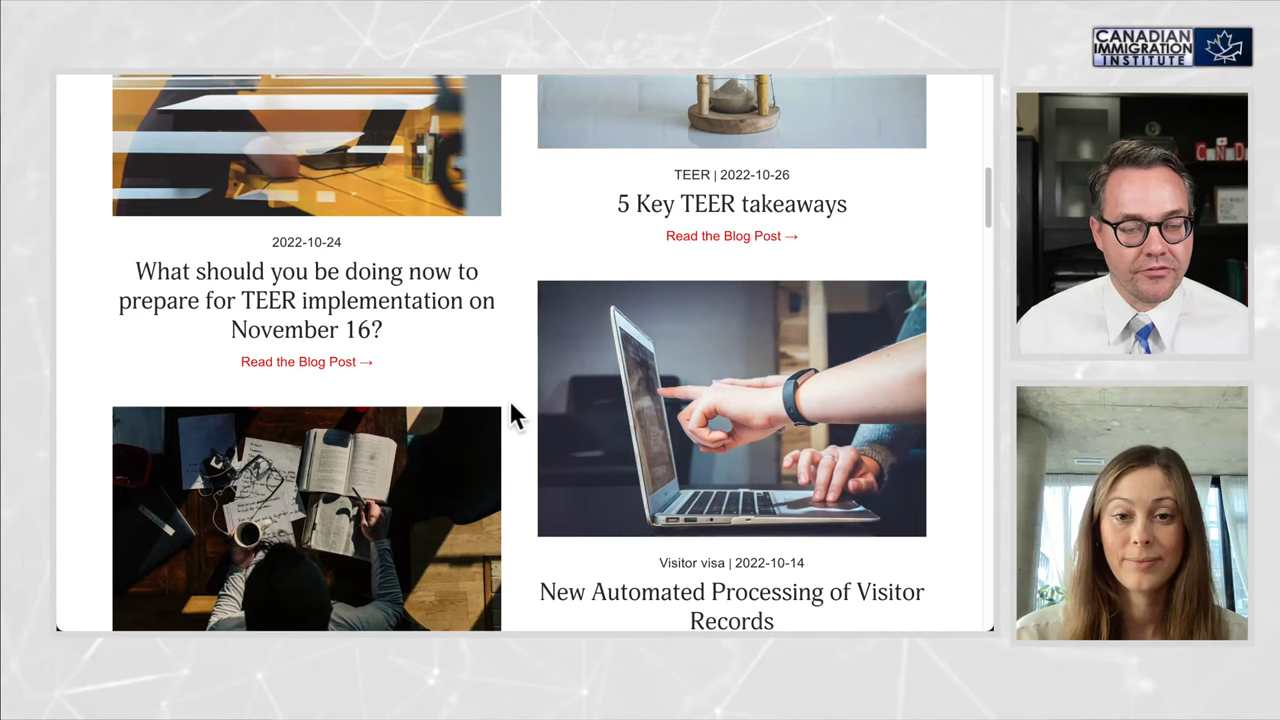 CANADIAN
IMMIGRATION
INSTITUTE
2022-10-24
What should you be doing now to
prepare for TEER implementation on
November 16?
Read the Blog Post →
TEER | 2022-10-26
5 Key TEER takeaways
Read the Blog Post →
Visitor visa | 2022-10-14
New Automated Processing of Visitor
Records